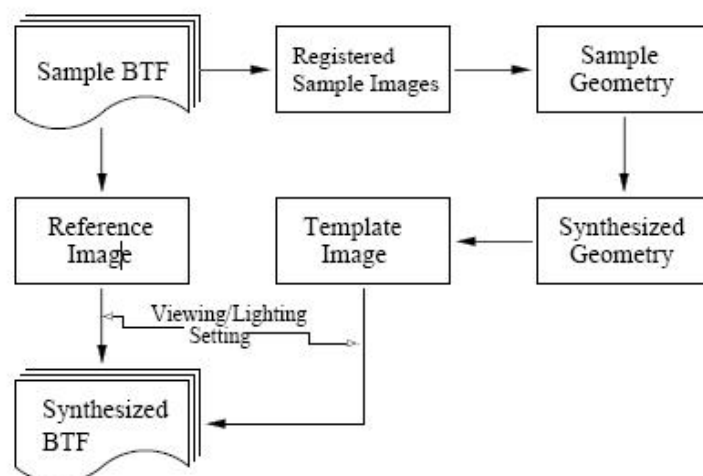 Sample BTF
Registered
Sample Images
Sample
Geometry
Reference
Image
Template
Image
Synthesized
Geometry
Viewing/Lighting
Setting
Synthesized
BTF